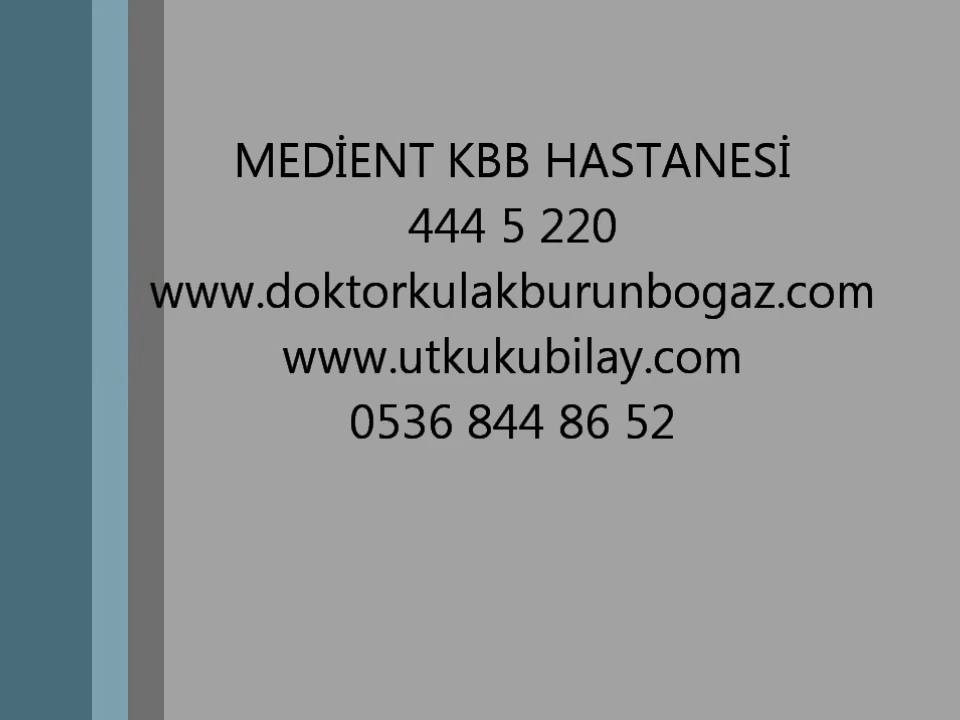 MEDİENT KBB HASTANESİ
444 5 220
www.doktorkulakburunbogaz.com
www.utkukubilay.com
0536 844 86 52